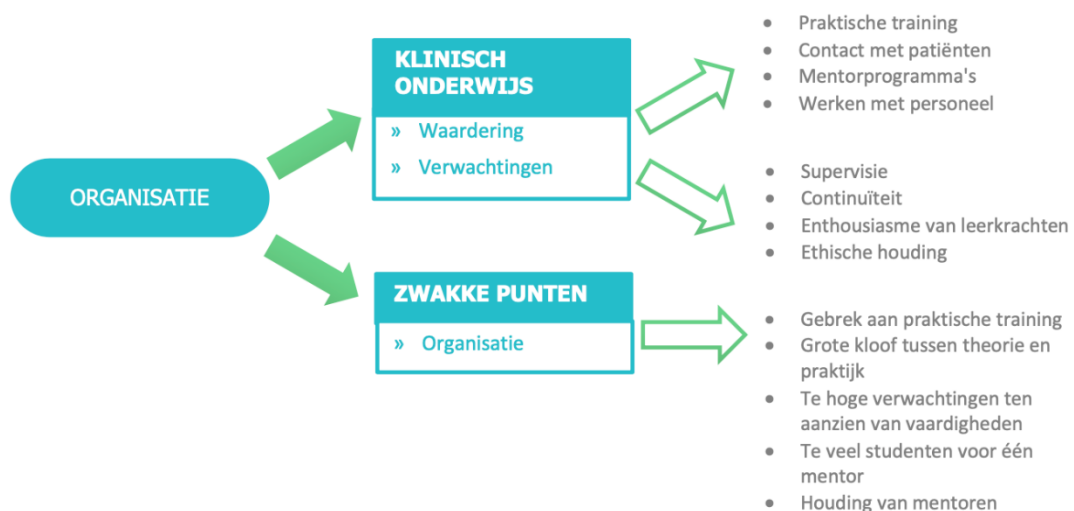 ORGANISATIE
KLINISCH
ONDERWIJS
» Waardering
» Verwachtingen
• Praktische training
• Contact met patiënten
• Mentorprogramma's
• Werken met personeel
• Supervisie
• Continuïteit
• Enthousiasme van leerkrachten
• Ethische houding
ZWAKKE PUNTEN
» Organisatie
• Gebrek aan praktische training
• Grote kloof tussen theorie en
praktijk
• Te hoge verwachtingen ten
aanzien van vaardigheden
• Te veel studenten voor één
mentor
• Houding van mentoren